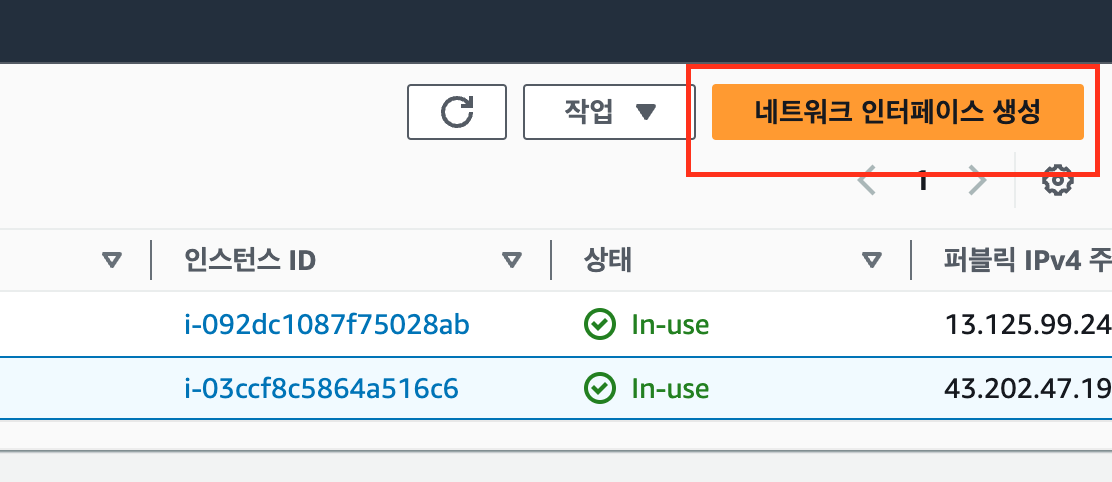 작업 네트워크 인터페이스 생성
1
인스턴스 ID 상태 퍼블릭 IPv4 주
i-092dc1087f75028ab In-use 13.125.99.24
i-03ccf8c5864a516c6 In-use 43.202.47.19